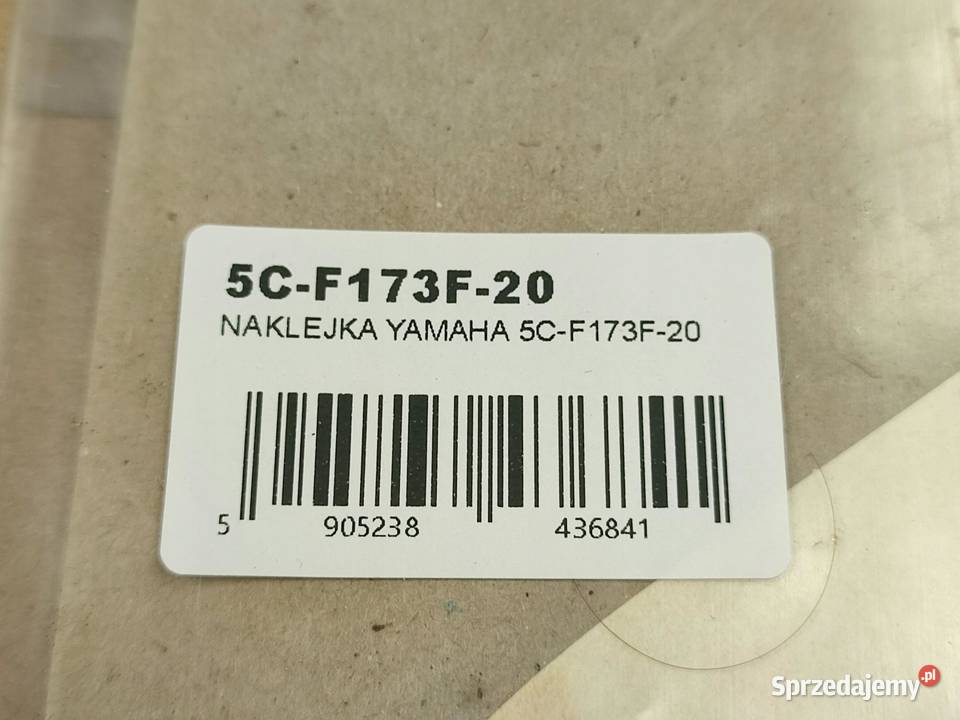 5C-F173F-20
NAKLEJKA YAMAHA 5C-F173F-20
5 905238 436841
Sprzedajemy.pl